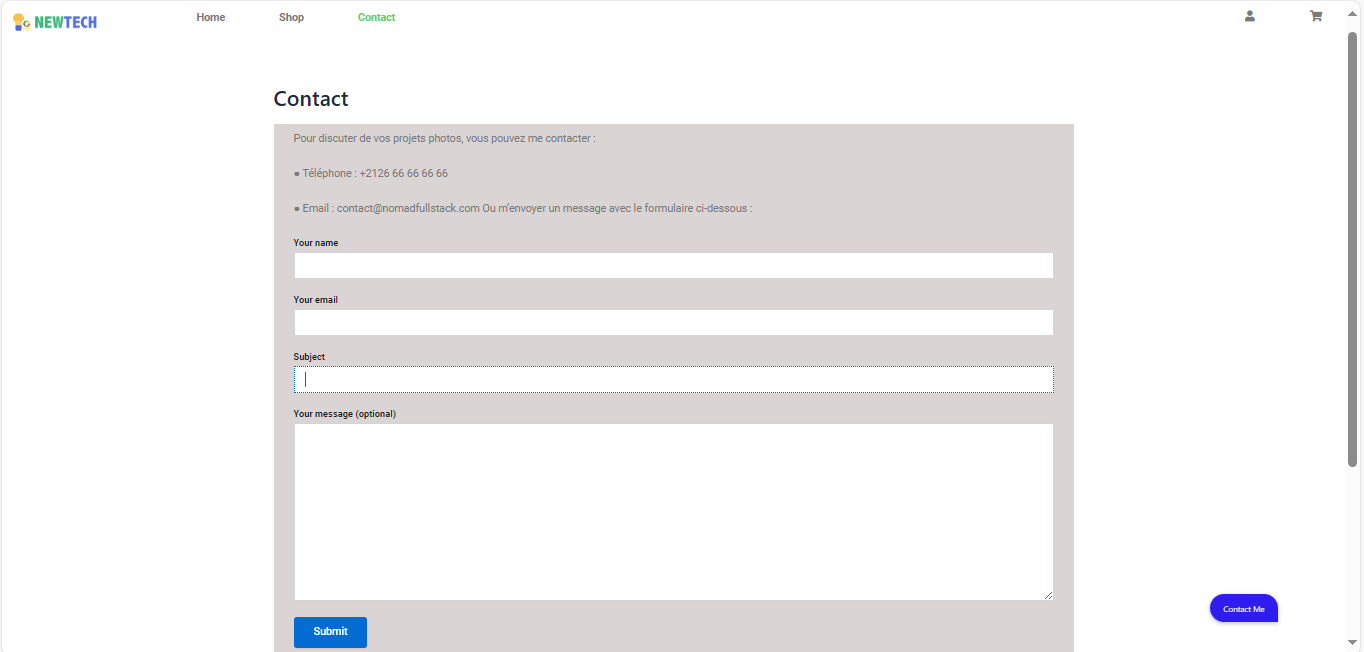 NEWTECH
Home Shop Contact
Contact
Pour discuter de vos projets photos, vous pouvez me contacter :
● Téléphone : +2126 66 66 66 66
● Email : contact@nomadfullstack.com Ou m’envoyer un message avec le formulaire ci-dessous :
Your name
Your email
Subject
Your message (optional)
Submit
Contact Me